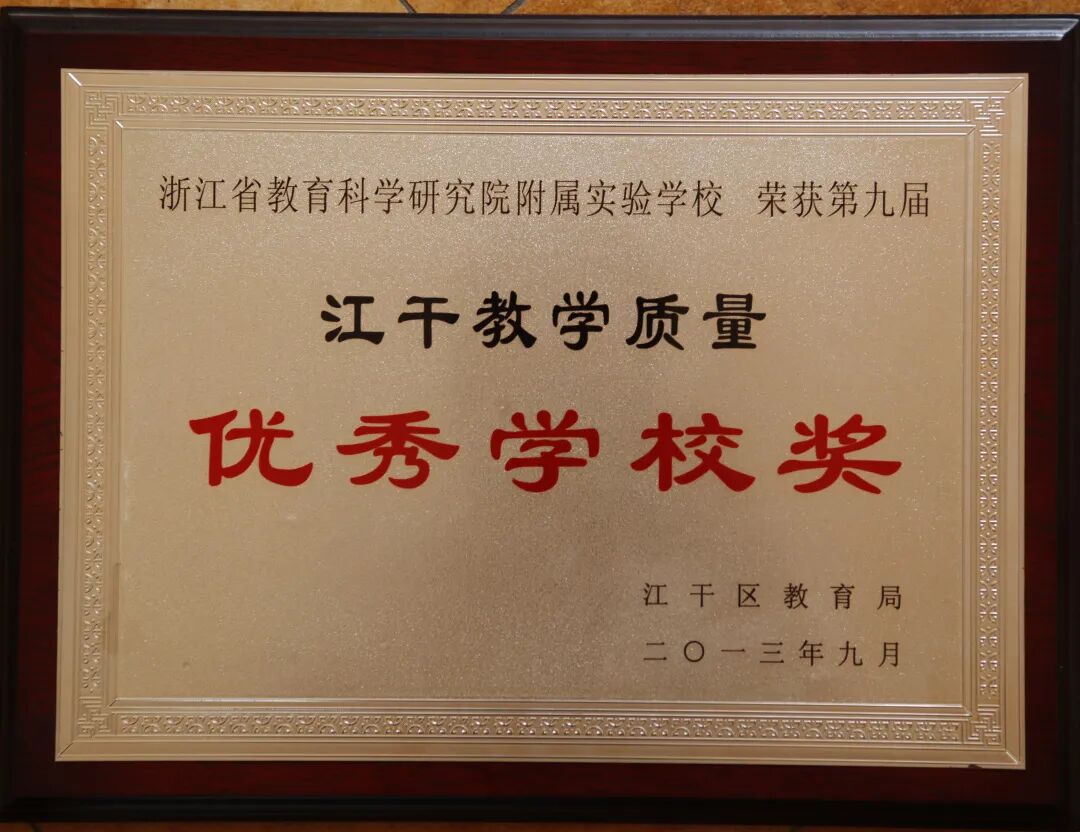 浙江省教育科学研究院附属实验学校 荣获第九届
江干教学质量
优秀学校奖
江干区教育局
二〇一三年九月